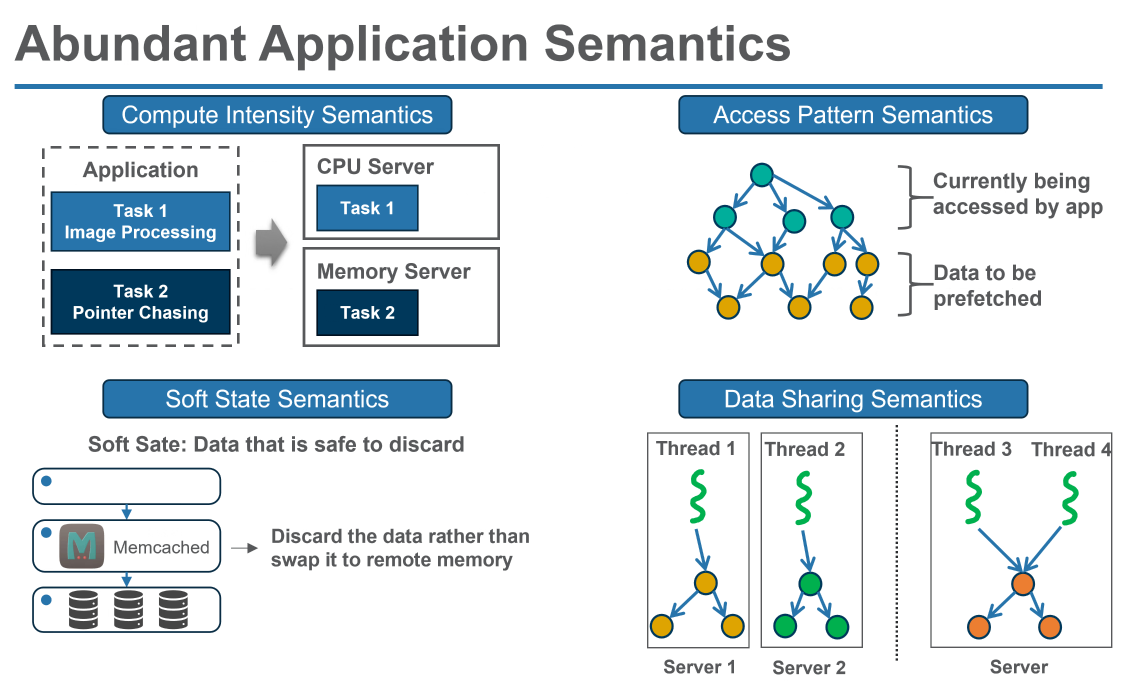 Abundant Application Semantics
Compute Intensity Semantics
Application
Task 1
Image Processing
Task 2
Pointer Chasing
CPU Server
Task 1
Memory Server
Task 2
Access Pattern Semantics
Currently being
accessed by app
Data to be
prefetched
Soft State Semantics
Soft Sate: Data that is safe to discard
M
Memcached
Discard the data rather than
swap it to remote memory
Data Sharing Semantics
Thread 1
Thread 2
Thread 3
Thread 4
Server 1
Server 2
Server